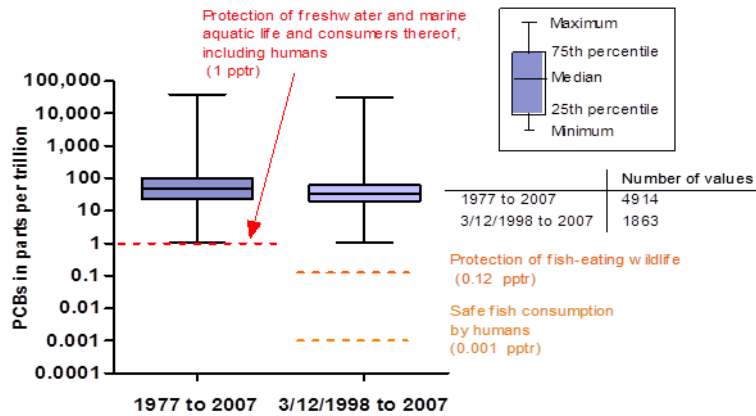 Protection of freshwater and marine
aquatic life and consumers thereof,
including humans
(1 pptr)
Maximum
75th percentile
Median
25th percentile
Minimum
PCBs in parts per trillion
100,000
10,000
1,000
100
10
1
0.1
0.01
0.001
0.0001
1977 to 2007
3/12/1998 to 2007
Number of values
1977 to 2007 4914
3/12/1998 to 2007 1863
Protection of fish-eating wildlife
(0.12 pptr)
Safe fish consumption
by humans
(0.001 pptr)